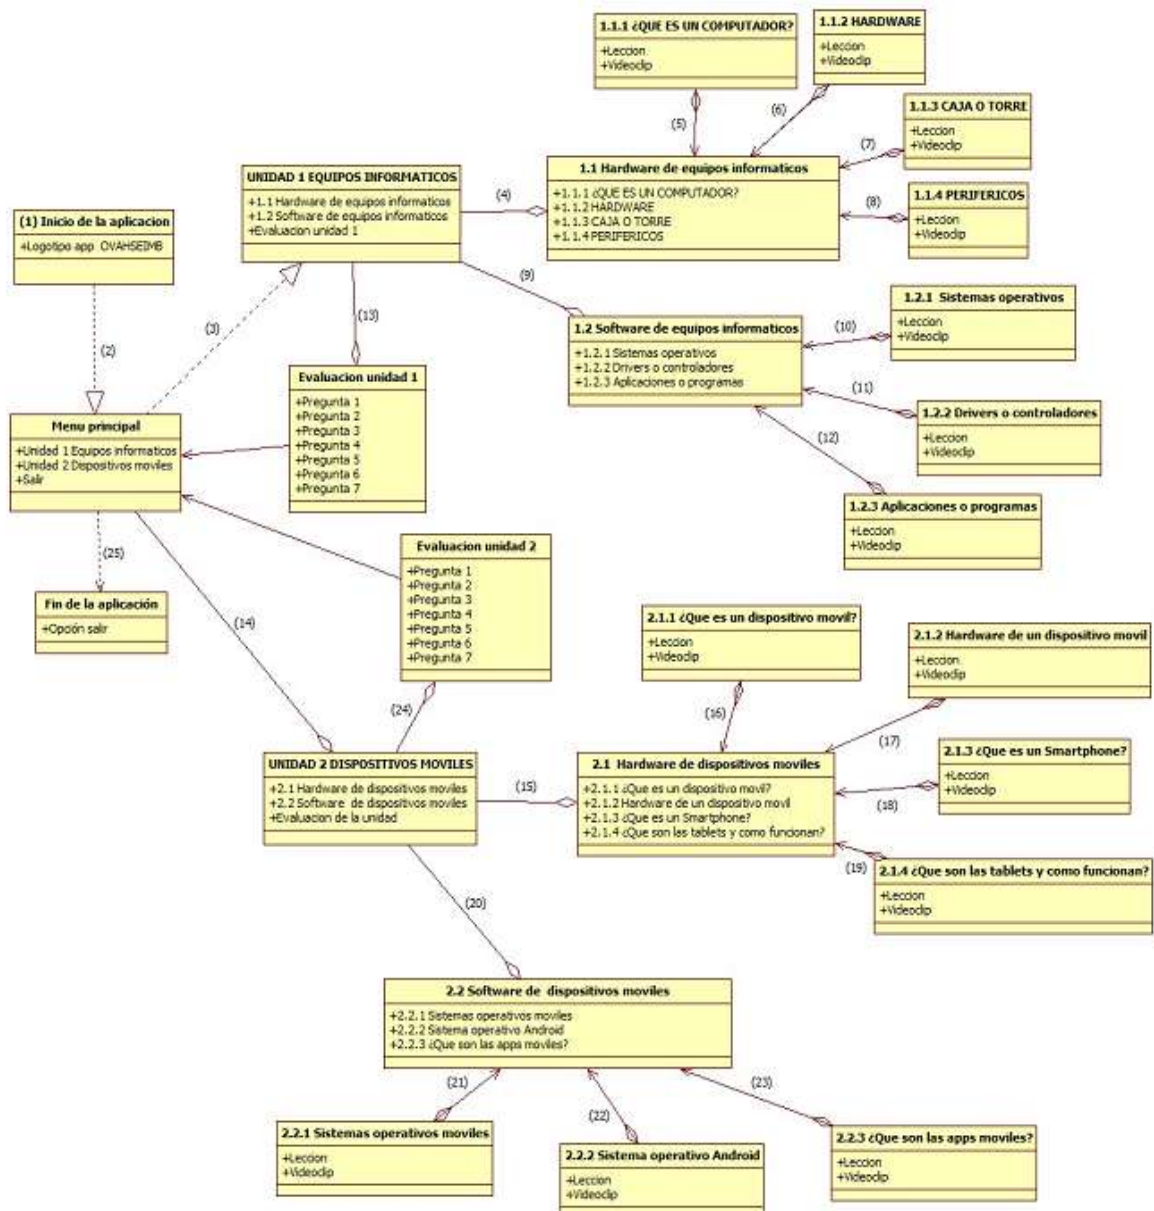 1.1.1 ¿QUE ES UN COMPUTADOR?
+Leccion
+Videoclip
1.1.2 HARDWARE
+Leccion
+Videoclip
(5)
(6)
1.1.3 CAJA O TORRE
+Leccion
+Videoclip
(7)
1.1 Hardware de equipos informaticos
+1.1.1 ¿QUE ES UN COMPUTADOR?
+1.1.2 HARDWARE
+1.1.3 CAJA O TORRE
+1.1.4 PERIFERICOS
1.1.4 PERIFERICOS
+Leccion
+Videoclip
(8)
UNIDAD 1 EQUIPOS INFORMATICOS
+1.1 Hardware de equipos informaticos
+1.2 Software de equipos informaticos
+Evaluacion unidad 1
(4)
(1) Inicio de la aplicacion
+Logotipo app OVAHSEIMB
(2)
(3)
(13)
(9)
1.2 Software de equipos informaticos
+1.2.1 Sistemas operativos
+1.2.2 Drivers o controladores
+1.2.3 Aplicaciones o programas
1.2.1 Sistemas operativos
+Leccion
+Videoclip
(10)
(11)
1.2.2 Drivers o controladores
+Leccion
+Videoclip
(12)
1.2.3 Aplicaciones o programas
+Leccion
+Videoclip
Evaluacion unidad 1
+Pregunta 1
+Pregunta 2
+Pregunta 3
+Pregunta 4
+Pregunta 5
+Pregunta 6
+Pregunta 7
Menu principal
+Unidad 1 Equipos informaticos
+Unidad 2 Dispositivos moviles
+Salir
(25)
Fin de la aplicación
+Opción salir
(14)
Evaluacion unidad 2
+Pregunta 1
+Pregunta 2
+Pregunta 3
+Pregunta 4
+Pregunta 5
+Pregunta 6
+Pregunta 7
(24)
2.1.1 ¿Que es un dispositivo movil?
+Leccion
+Videoclip
2.1.2 Hardware de un dispositivo movil
+Leccion
+Videoclip
(16)
(17)
UNIDAD 2 DISPOSITIVOS MOVILES
+2.1 Hardware de dispositivos moviles
+2.2 Software de dispositivos moviles
+Evaluacion de la unidad
(15)
2.1 Hardware de dispositivos moviles
+2.1.1 ¿Que es un dispositivo movil?
+2.1.2 Hardware de un dispositivo movil
+2.1.3 ¿Que es un Smartphone?
+2.1.4 ¿Que son las tablets y como funcionan?
2.1.3 ¿Que es un Smartphone?
+Leccion
+Videoclip
(18)
(19)
2.1.4 ¿Que son las tablets y como funcionan?
+Leccion
+Videoclip
(20)
2.2 Software de dispositivos moviles
+2.2.1 Sistemas operativos moviles
+2.2.2 Sistema operativo Android
+2.2.3 ¿Que son las apps moviles?
(21)
(22)
(23)
2.2.1 Sistemas operativos moviles
+Leccion
+Videoclip
2.2.2 Sistema operativo Android
+Leccion
+Videoclip
2.2.3 ¿Que son las apps moviles?
+Leccion
+Videoclip